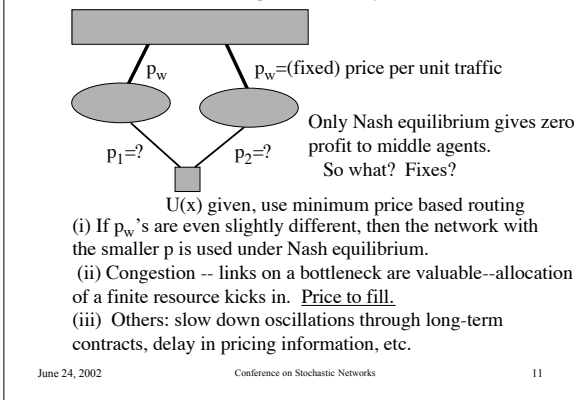 p_w
p_w=(fixed) price per unit traffic
Only Nash equilibrium gives zero
profit to middle agents.
So what?  Fixes?
p_1=?
p_2=?
U(x) given, use minimum price based routing
(i) If p_w's are even slightly different, then the network with
the smaller p is used under Nash equilibrium.
(ii) Congestion -- links on a bottleneck are valuable--allocation
of a finite resource kicks in.  Price to fill.
(iii)  Others: slow down oscillations through long-term
contracts, delay in pricing information, etc.
June 24, 2002
Conference on Stochastic Networks
11